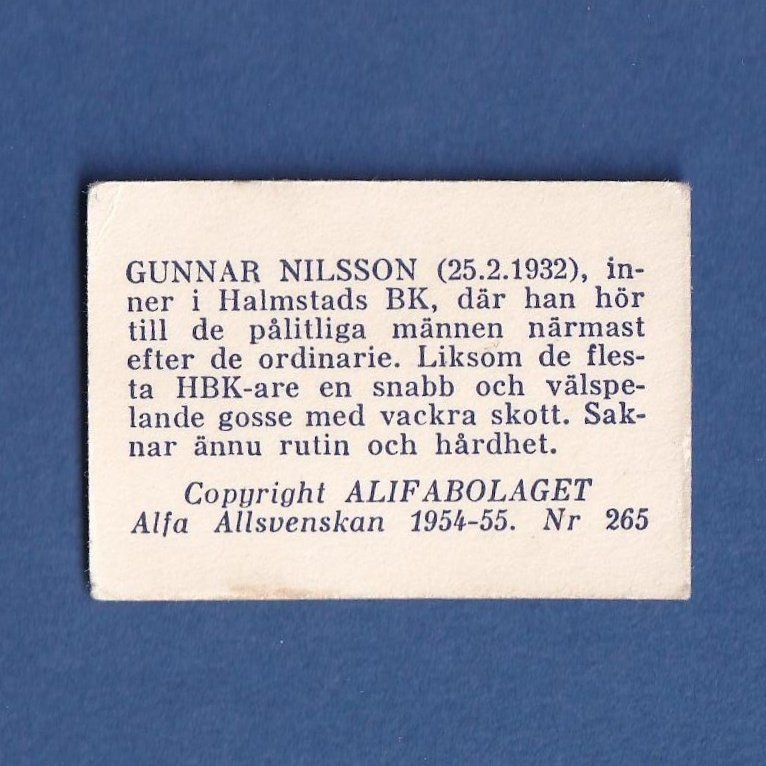 GUNNAR NILSSON (25.2.1932), in-
ner i Halmstads BK, där han hör
till de pålitliga männen närmast
efter de ordinarie. Liksom de fles-
ta HBK-are en snabb och välspe-
lande gosse med vackra skott. Sak-
nar ännu rutin och hårdhet.
Copyright ALIFABOLAGET
Alfa Allsvenskan 1954-55. Nr 265